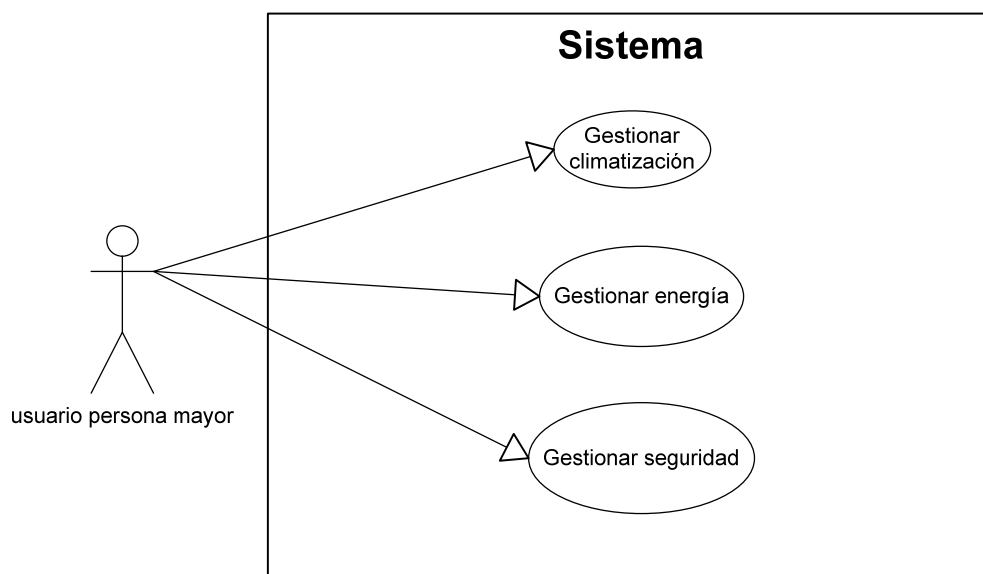 Sistema
Gestionar
climatización
Gestionar energía
usuario persona mayor
Gestionar seguridad